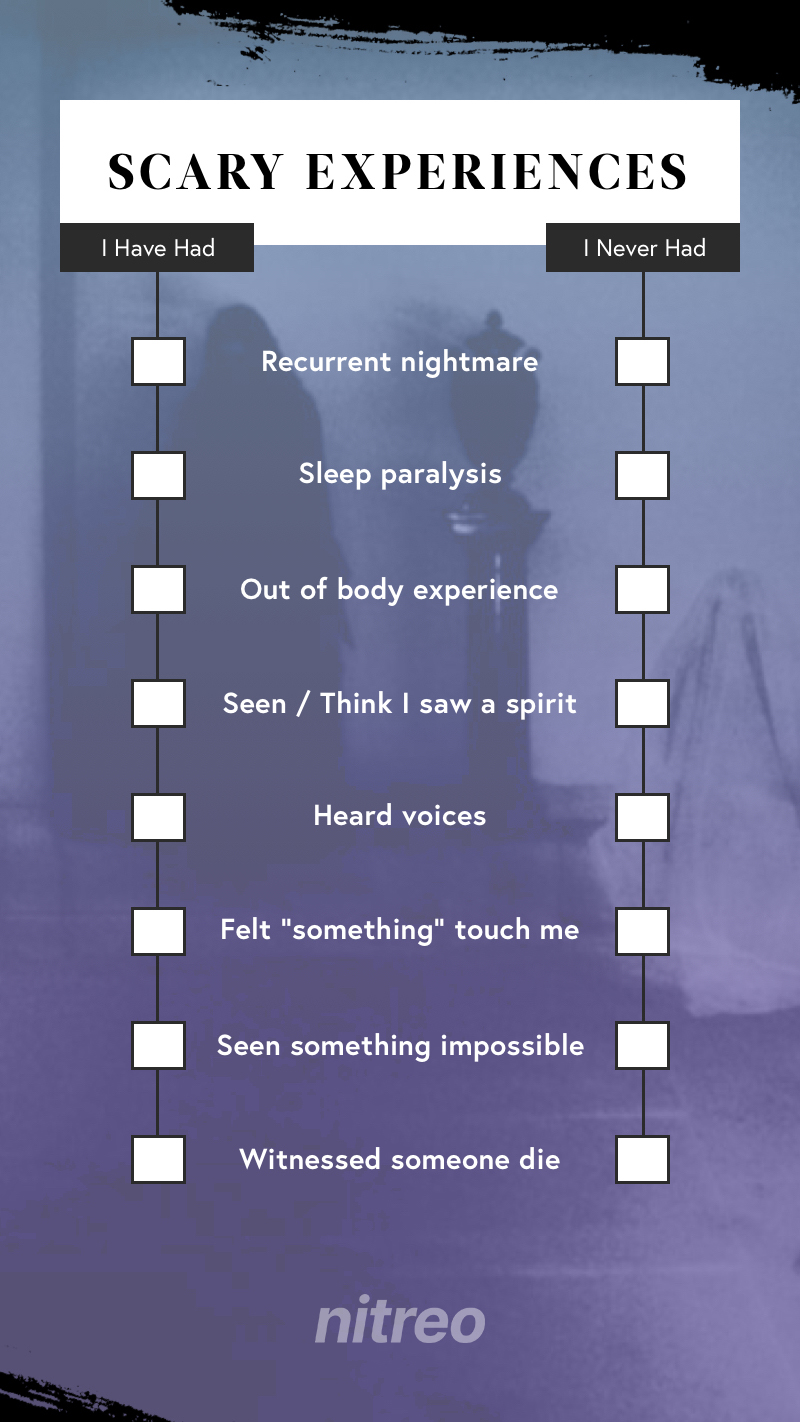 SCARY EXPERIENCES
I Have Had
I Never Had
Recurrent nightmare
Sleep paralysis
Out of body experience
Seen / Think I saw a spirit
Heard voices
Felt "something" touch me
Seen something impossible
Witnessed someone die
nitreo